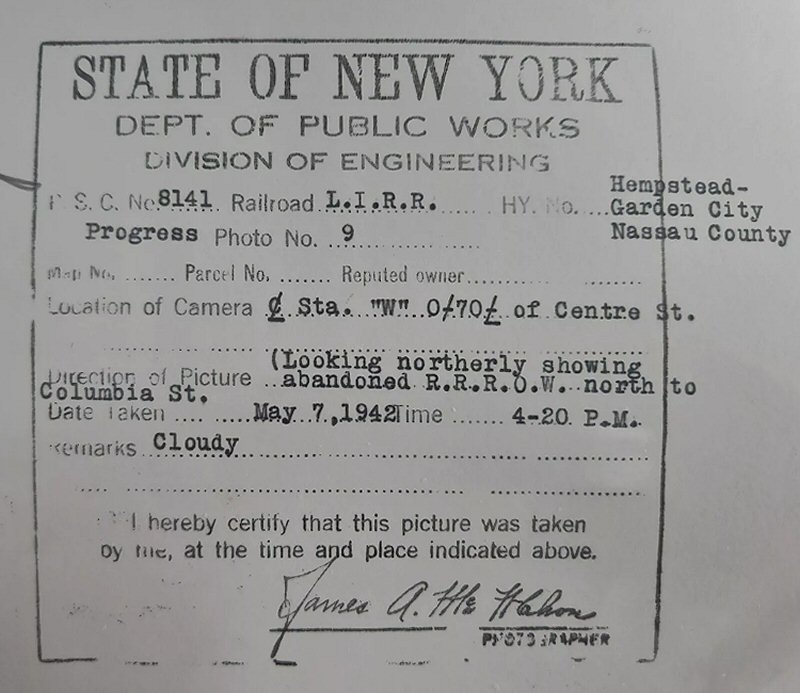 STATE OF NEW YORK
DEPT. OF PUBLIC WORKS
DIVISION OF ENGINEERING
P. S. C. No. 8141 Railroad L.I.R.R. HY. No. Hempstead-
Garden City
Nassau County
Progress Photo No. 9
Map No. ....... Parcel No. ....... Reputed owner....................
Location of Camera ₵ Sta. "W" 0/70± of Centre St.
Direction of Picture (Looking northerly showing
abandoned R.R.R.O.W. north to
Columbia St.
Date Taken May 7, 1942 Time ....... 4-20 P.M.
Remarks Cloudy
I hereby certify that this picture was taken
by me, at the time and place indicated above.
James A. McMahon
PHOTOGRAPHER